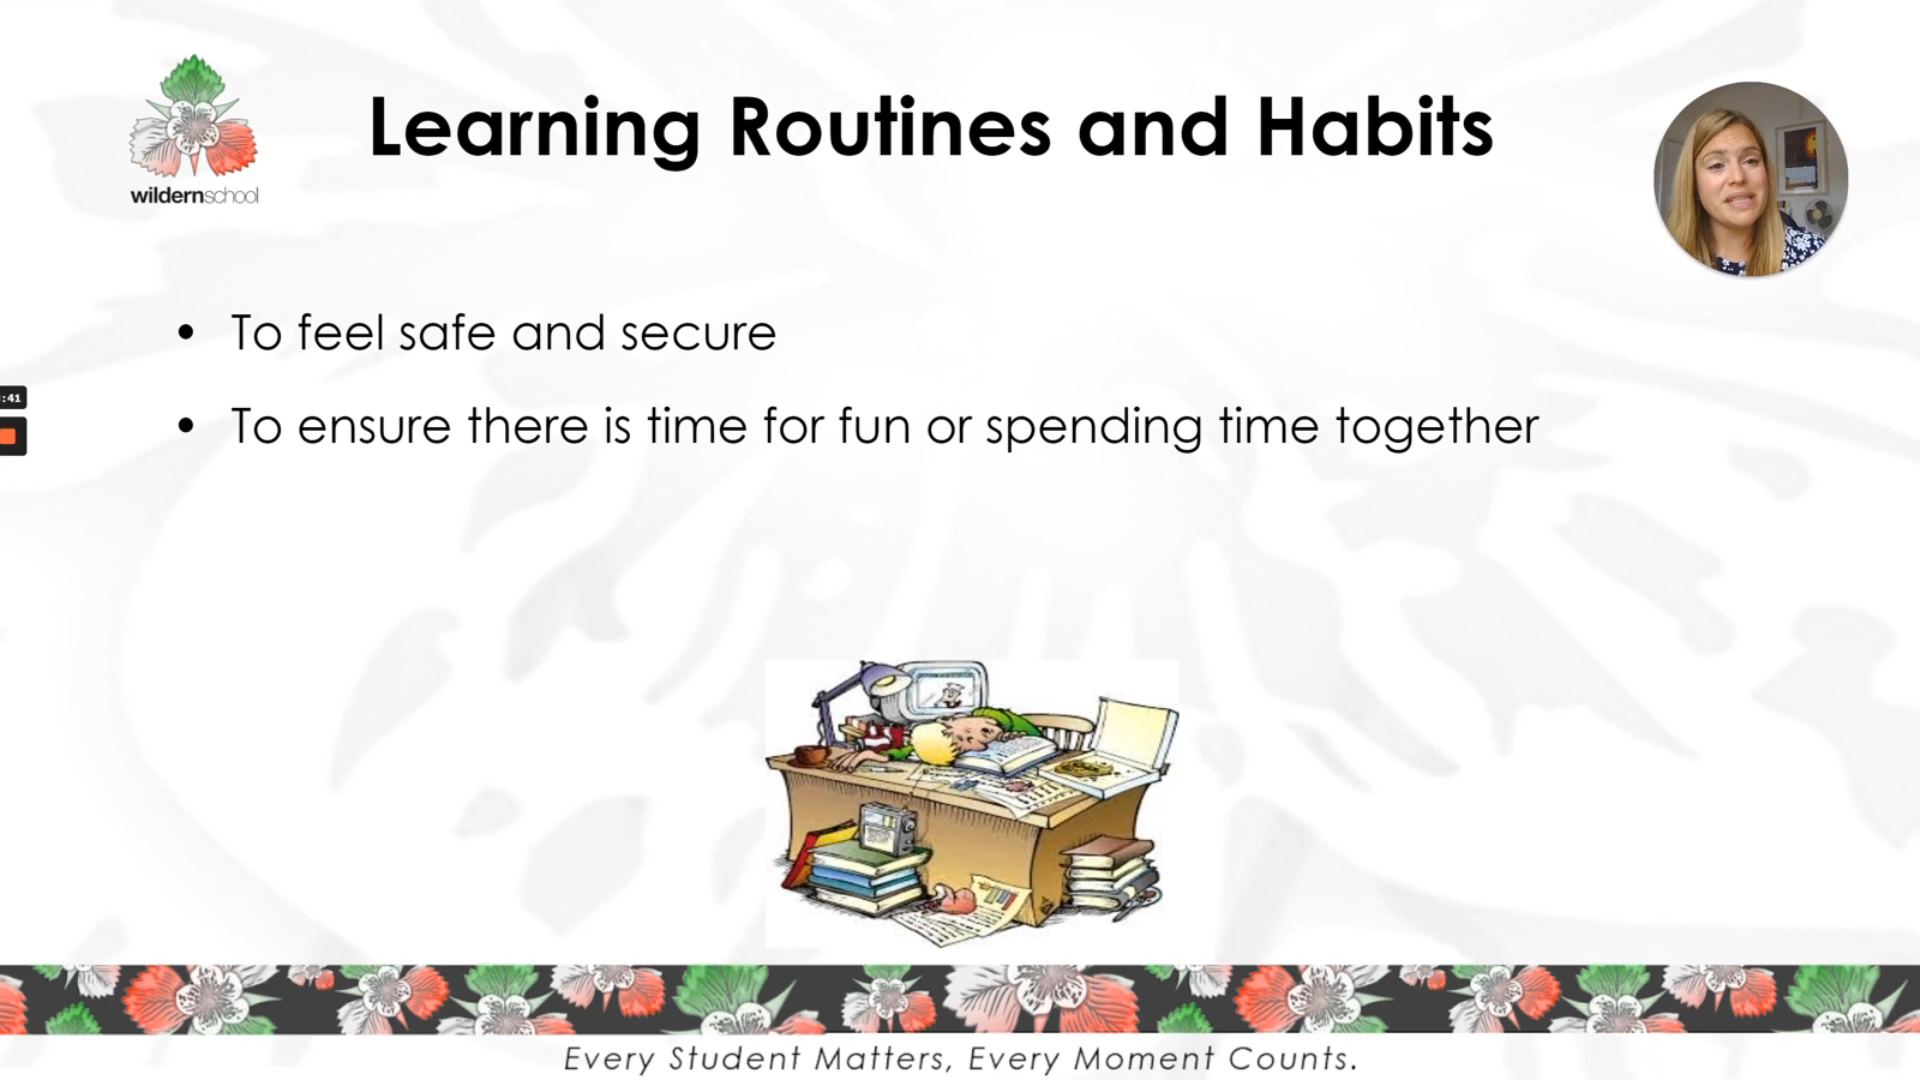 Learning Routines and Habits
wildernschool
• To feel safe and secure
:41
• To ensure there is time for fun or spending time together
Every Student Matters, Every Moment Counts.